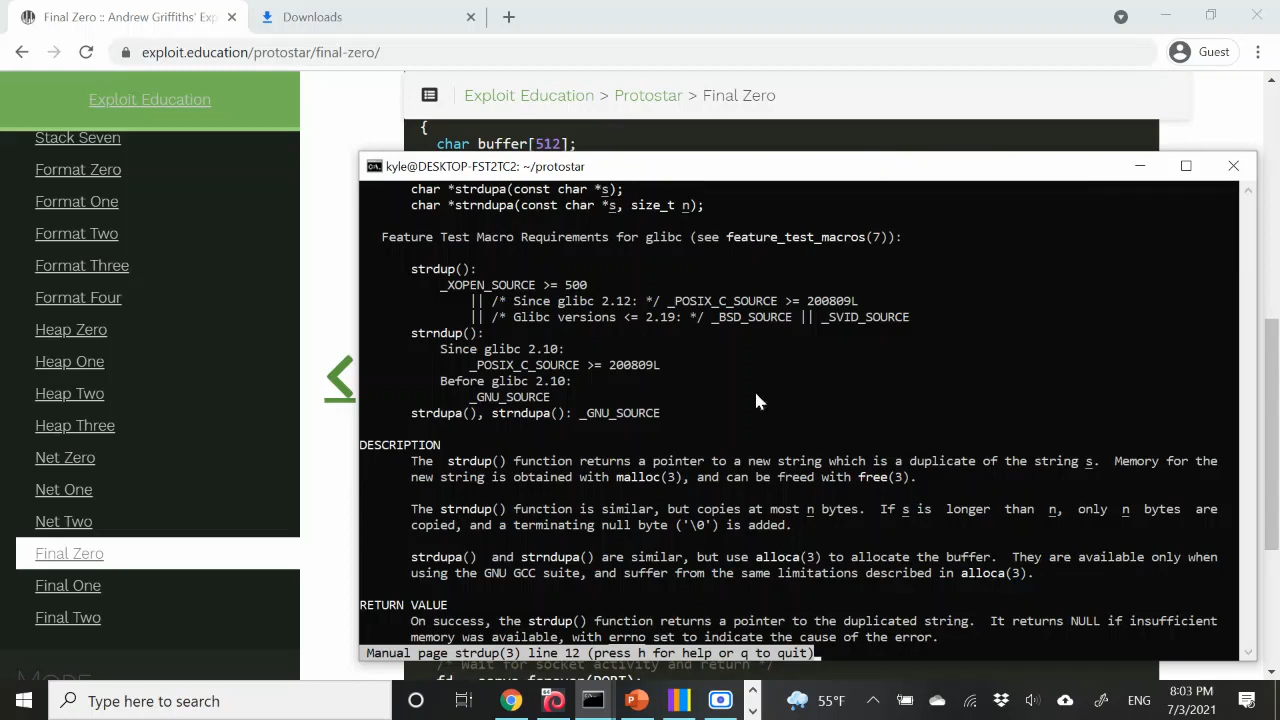 Final Zero :: Andrew Griffiths' Exp
Downloads
exploit.education/protostar/final-zero/
Guest
Exploit Education
Stack Seven
Format Zero
Format One
Format Two
Format Three
Format Four
Heap Zero
Heap One
Heap Two
Heap Three
Net Zero
Net One
Net Two
Final Zero
Final One
Final Two
Exploit Education > Protostar > Final Zero
{
char buffer[512];
kyle@DESKTOP-FST2TC2: ~/protostar
char *strdupa(const char *s);
char *strndupa(const char *s, size_t n);
Feature Test Macro Requirements for glibc (see feature_test_macros(7)):
strdup():
_XOPEN_SOURCE >= 500
|| /* Since glibc 2.12: */ _POSIX_C_SOURCE >= 200809L
|| /* Glibc versions <= 2.19: */ _BSD_SOURCE || _SVID_SOURCE
strndup():
Since glibc 2.10:
_POSIX_C_SOURCE >= 200809L
Before glibc 2.10:
_GNU_SOURCE
strdupa(), strndupa(): _GNU_SOURCE
DESCRIPTION
The strdup() function returns a pointer to a new string which is a duplicate of the string s. Memory for the
new string is obtained with malloc(3), and can be freed with free(3).
The strndup() function is similar, but copies at most n bytes. If s is longer than n, only n bytes are
copied, and a terminating null byte ('\0') is added.
strdupa() and strndupa() are similar, but use alloca(3) to allocate the buffer. They are available only when
using the GNU GCC suite, and suffer from the same limitations described in alloca(3).
RETURN VALUE
On success, the strdup() function returns a pointer to the duplicated string. It returns NULL if insufficient
memory was available, with errno set to indicate the cause of the error.
Manual page strdup(3) line 12 (press h for help or q to quit)
/* Wait for socket activity and return */
Type here to search
55°F
ENG
8:03 PM
7/3/2021